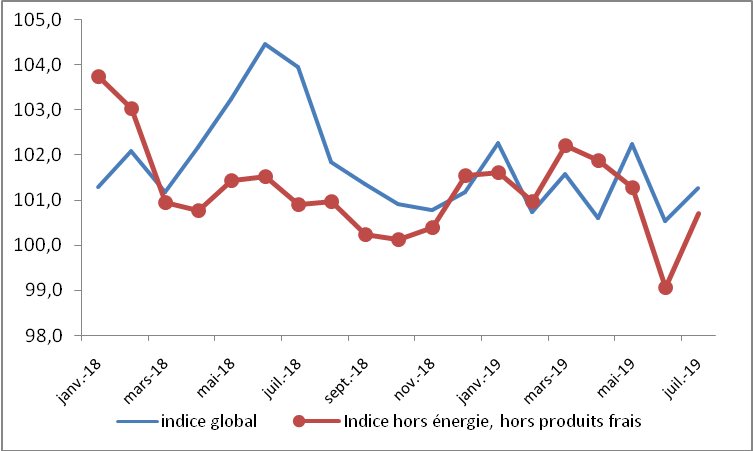 105,0
104,0
103,0
102,0
101,0
100,0
99,0
98,0
janv.-18
mars-18
mai-18
juil.-18
sept.-18
nov.-18
janv.-19
mars-19
mai-19
juil.-19
indice global
Indice hors énergie, hors produits frais